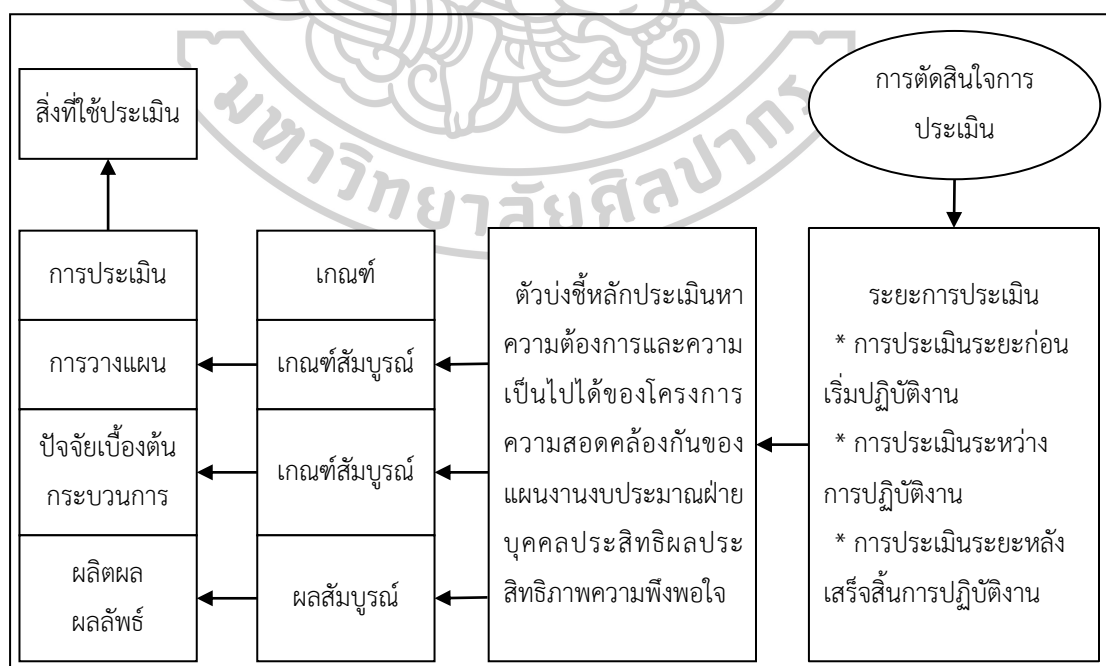 สิ่งที่ใช้ประเมิน
การตัดสินใจการ
ประเมิน
มหาวิทยาลัยศิลปากร
การประเมิน
การวางแผน
ปัจจัยเบื้องต้น
กระบวนการ
ผลิตผล
ผลลัพธ์
เกณฑ์
เกณฑ์สัมบูรณ์
เกณฑ์สัมบูรณ์
ผลสัมบูรณ์
ตัวบ่งชี้หลักประเมินหา
ความต้องการและความ
เป็นไปได้ของโครงการ
ความสอดคล้องกันของ
แผนงานงบประมาณฝ่าย
บุคคลประสิทธิผลประ
สิทธิภาพความพึงพอใจ
ระยะการประเมิน
* การประเมินระยะก่อน
เริ่มปฏิบัติงาน
* การประเมินระหว่าง
การปฏิบัติงาน
* การประเมินระยะหลัง
เสร็จสิ้นการปฏิบัติงาน